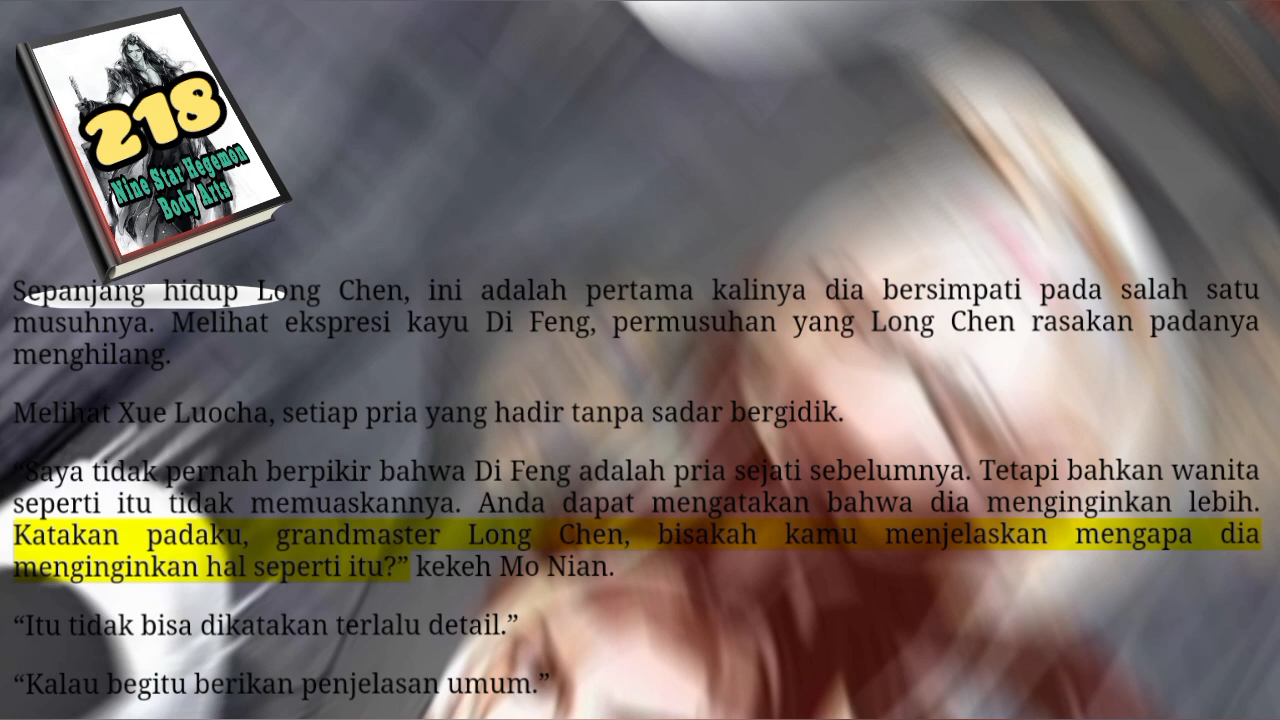 218
Nine Star Hegemon
Body Arts
Sepanjang hidup Long Chen, ini adalah pertama kalinya dia bersimpati pada salah satu
musuhnya. Melihat ekspresi kayu Di Feng, permusuhan yang Long Chen rasakan padanya
menghilang.
Melihat Xue Luocha, setiap pria yang hadir tanpa sadar bergidik.
“Saya tidak pernah berpikir bahwa Di Feng adalah pria sejati sebelumnya. Tetapi bahkan wanita
seperti itu tidak memuaskannya. Anda dapat mengatakan bahwa dia menginginkan lebih.
Katakan padaku, grandmaster Long Chen, bisakah kamu menjelaskan mengapa dia
menginginkan hal seperti itu?” kekeh Mo Nian.
“Itu tidak bisa dikatakan terlalu detail.”
“Kalau begitu berikan penjelasan umum.”